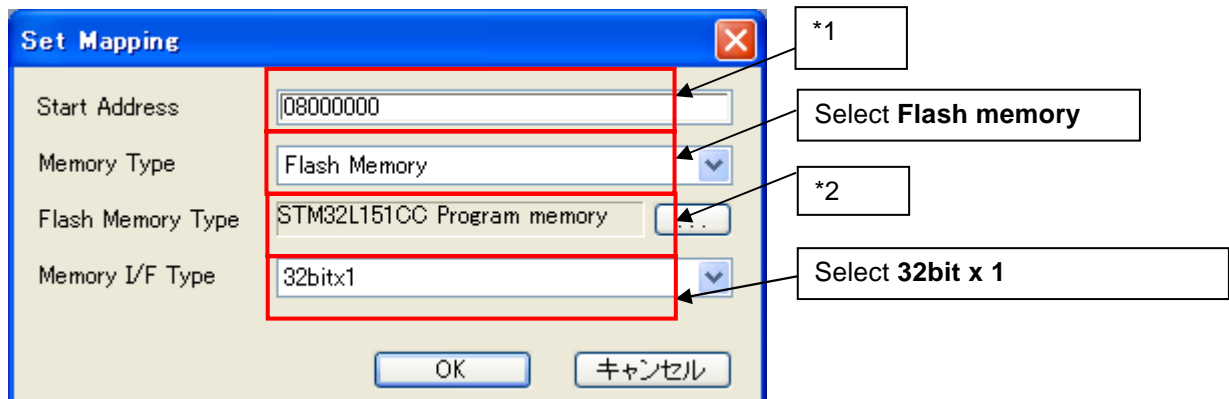 Set Mapping
*1
Start Address
08000000
Select Flash memory
Memory Type
Flash Memory
*2
Flash Memory Type
STM32L151CC Program memory
...
Memory I/F Type
32bitx1
Select 32bit x 1
OK
キャンセル